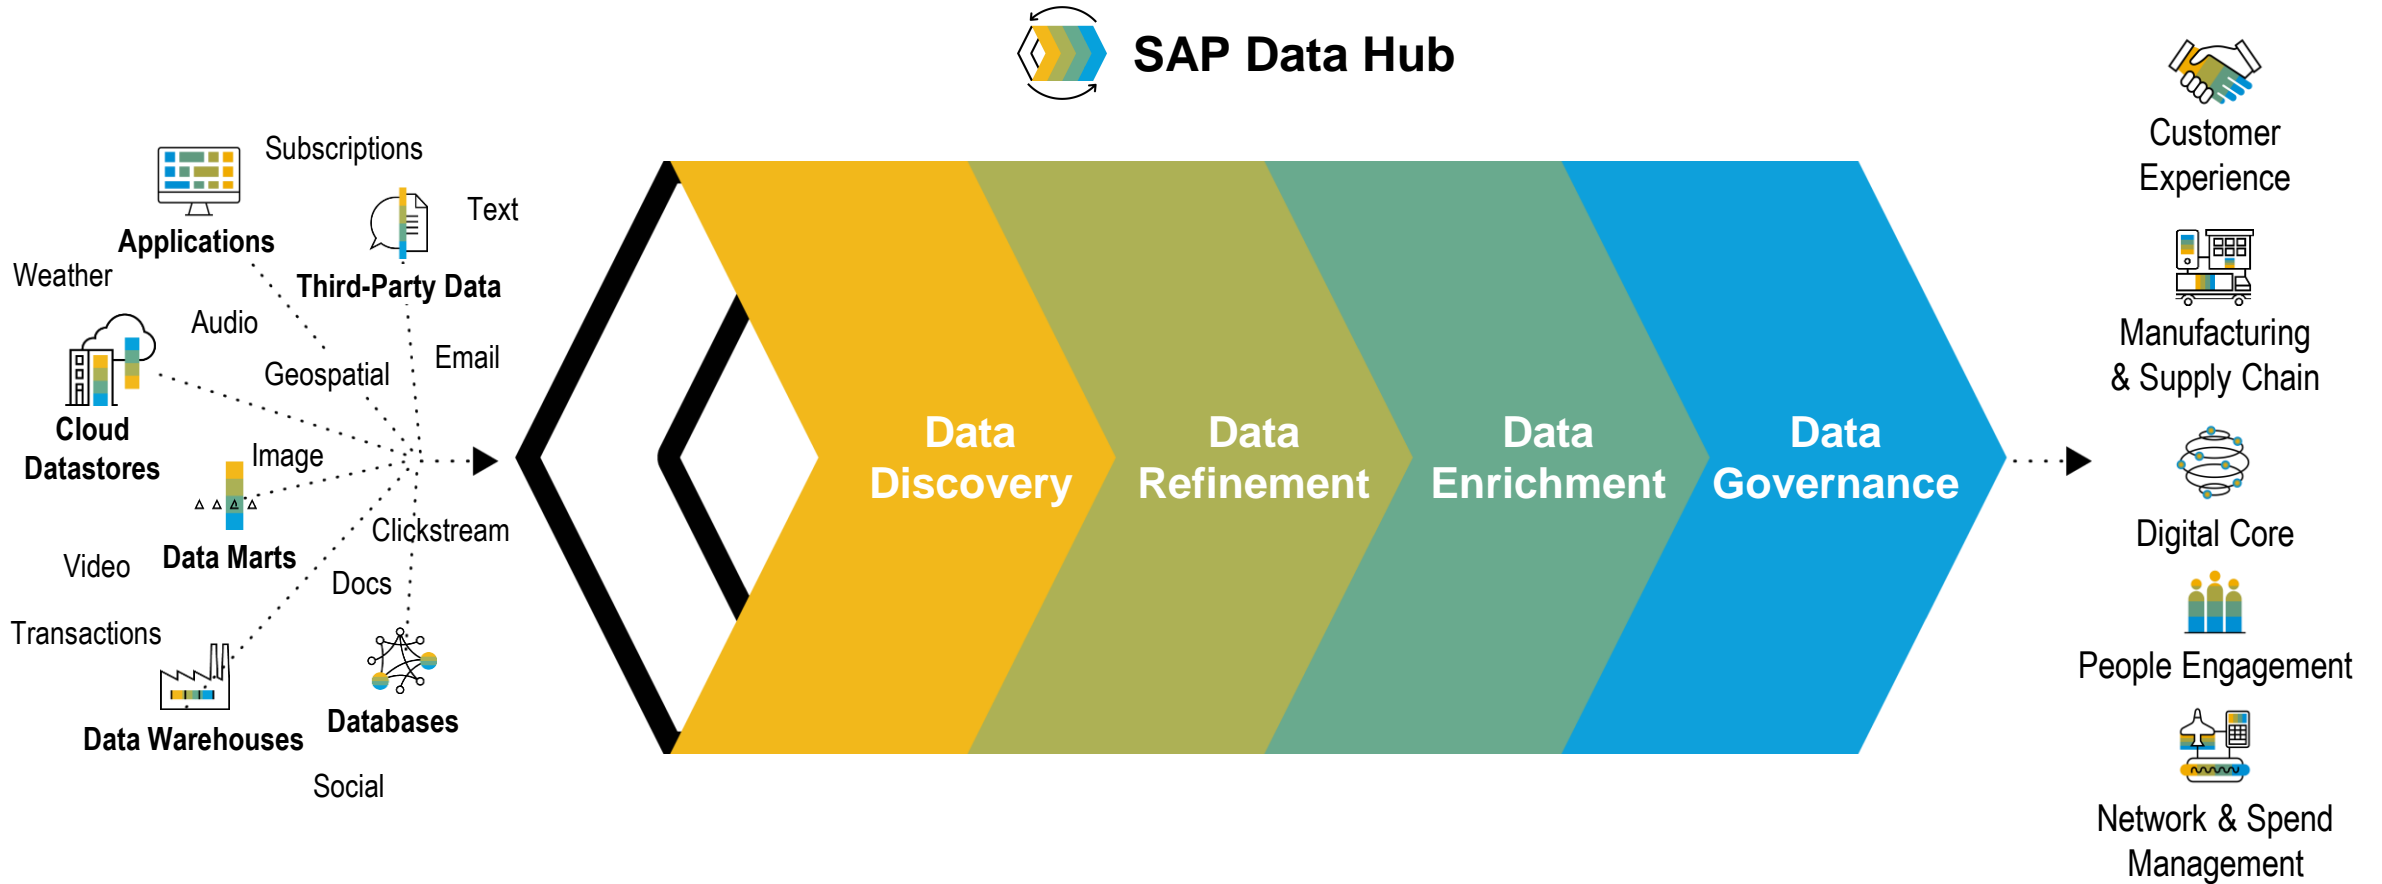 SAP Data Hub
Subscriptions
Text
Applications
Weather
Third-Party Data
Audio
Email
Geospatial
Cloud
Datastores
Image
Clickstream
Data Marts
Video
Docs
Transactions
Databases
Data Warehouses
Social
Data
Discovery
Data
Refinement
Data
Enrichment
Data
Governance
Customer
Experience
Manufacturing
& Supply Chain
Digital Core
People Engagement
Network & Spend
Management